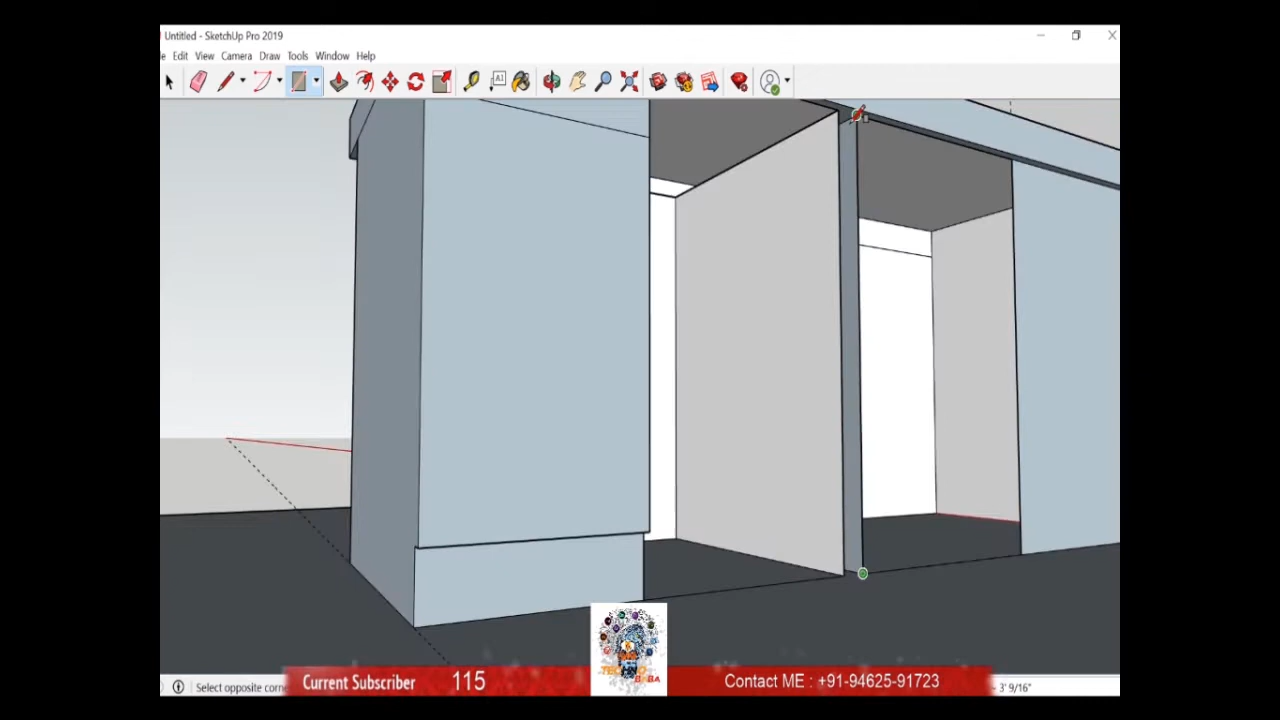 Untitled - SketchUp Pro 2019
Edit View Camera Draw Tools Window Help
A1
Select opposite corne
3' 9/16"
Current Subscriber 115
Contact ME : +91-94625-91723